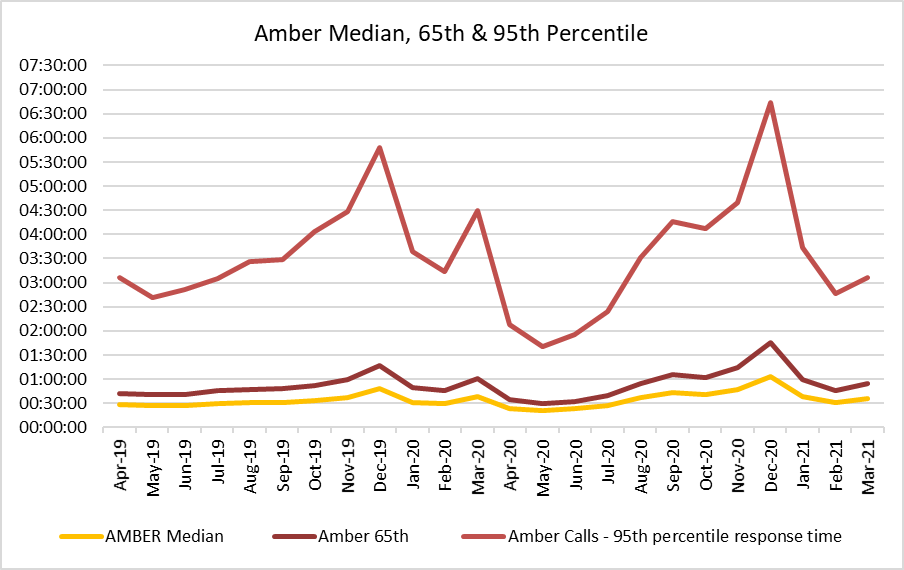 Amber Median, 65th & 95th Percentile
07:30:00
07:00:00
06:30:00
06:00:00
05:30:00
05:00:00
04:30:00
04:00:00
03:30:00
03:00:00
02:30:00
02:00:00
01:30:00
01:00:00
00:30:00
00:00:00
Apr-19
May-19
Jun-19
Jul-19
Aug-19
Sep-19
Oct-19
Nov-19
Dec-19
Jan-20
Feb-20
Mar-20
Apr-20
May-20
Jun-20
Jul-20
Aug-20
Sep-20
Oct-20
Nov-20
Dec-20
Jan-21
Feb-21
Mar-21
AMBER Median
Amber 65th
Amber Calls - 95th percentile response time